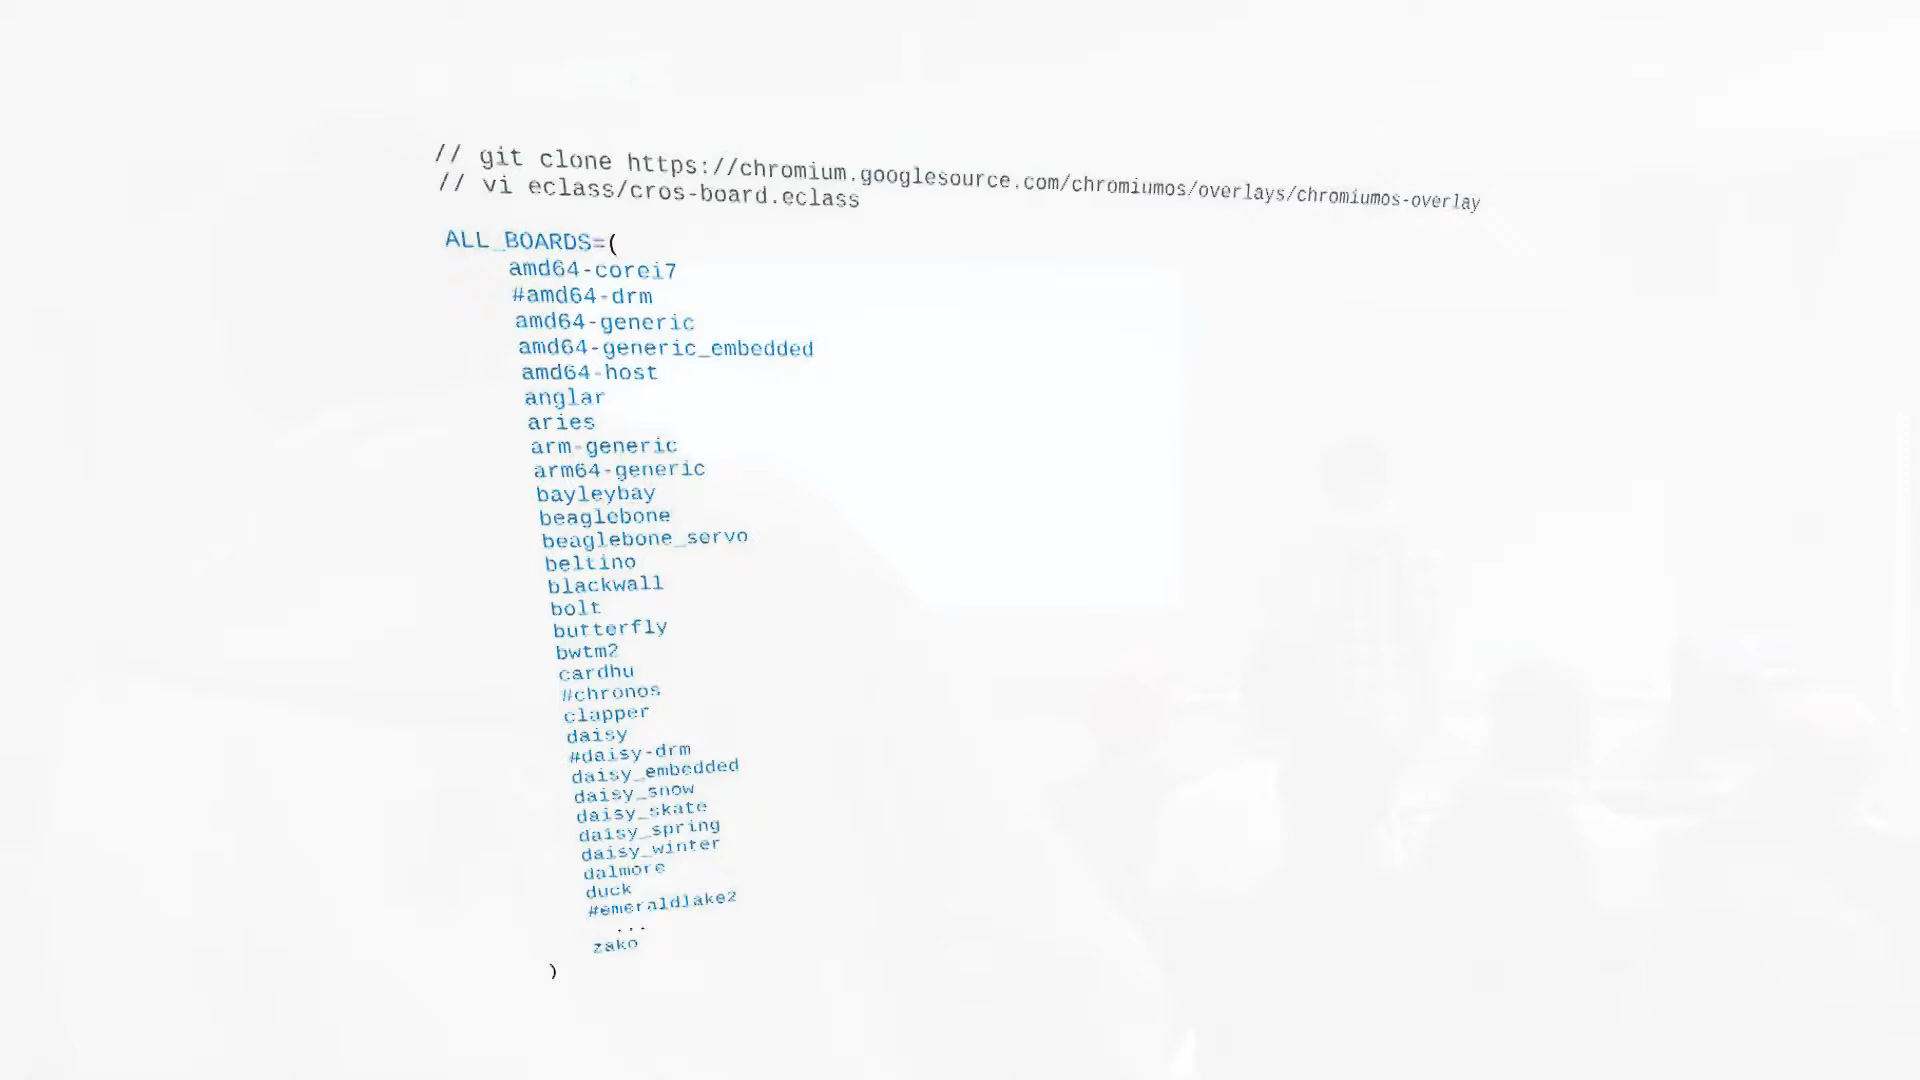 // git clone https://chromium.googlesource.com/chromiumos/overlays/chromiumos-overlay
// vi eclass/cros-board.eclass
ALL_BOARDS=(
amd64-corei7
#amd64-drm
amd64-generic
amd64-generic_embedded
amd64-host
anglar
aries
arm-generic
arm64-generic
bayleybay
beaglebone
beaglebone_servo
beltino
blackwall
bolt
butterfly
bwtm2
cardhu
#chronos
clapper
daisy
#daisy-drm
daisy_embedded
daisy_snow
daisy_skate
daisy_spring
daisy_winter
dalmore
duck
#emeraldlake2
...
zako
)